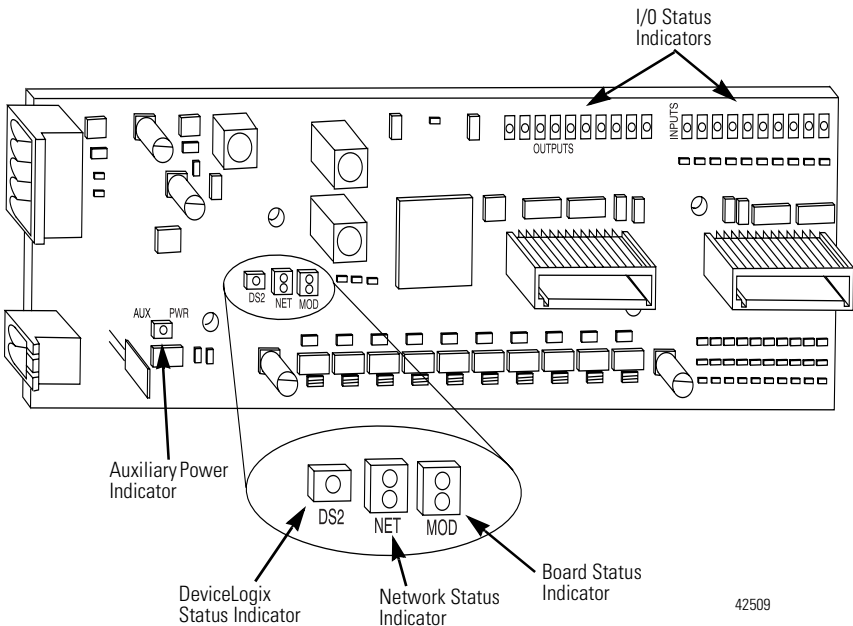 I/0 Status
Indicators
OUTPUTS
INPUTS
DS2
NET
MOD
AUX PWR
Auxiliary Power
Indicator
DS2
NET
MOD
DeviceLogix
Status Indicator
Network Status
Indicator
Board Status
Indicator
42509